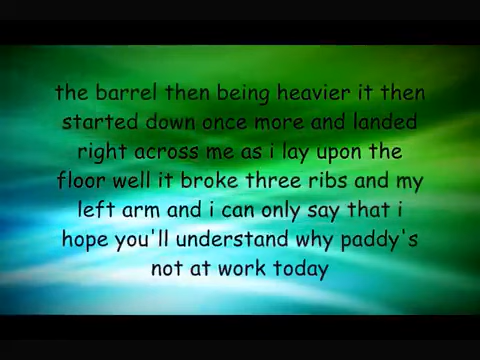 the barrel then being heavier it then
started down once more and landed
right across me as i lay upon the
floor well it broke three ribs and my
left arm and i can only say that i
hope you'll understand why paddy's
not at work today